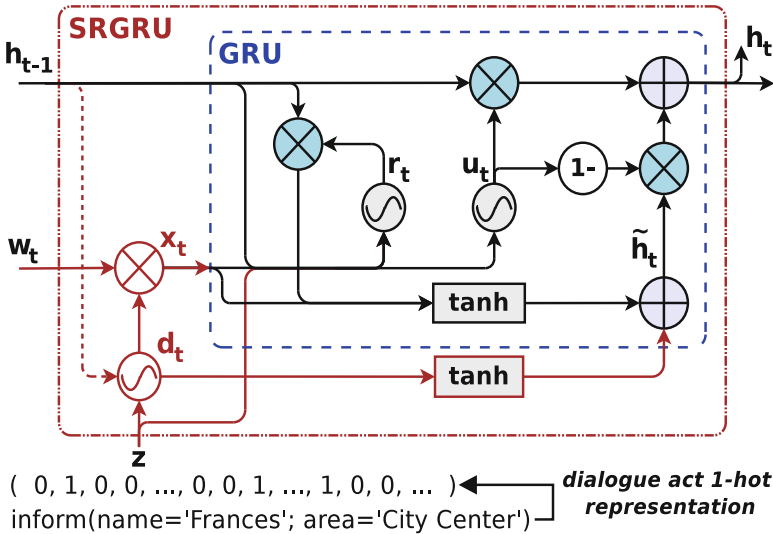 SRGRU
GRU
h_t-1
h_t
r_t
u_t
1-
w_t
x_t
h̃_t
tanh
d_t
tanh
z
( 0, 1, 0, 0, ..., 0, 0, 1, ..., 1, 0, 0, ... )
dialogue act 1-hot
representation
inform(name='Frances'; area='City Center')